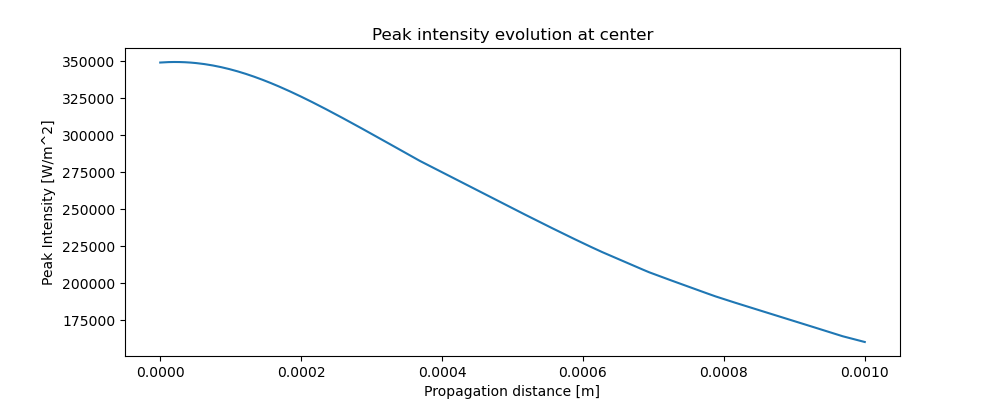 Peak intensity evolution at center
Peak Intensity [W/m^2]
350000
325000
300000
275000
250000
225000
200000
175000
0.0000 0.0002 0.0004 0.0006 0.0008 0.0010
Propagation distance [m]